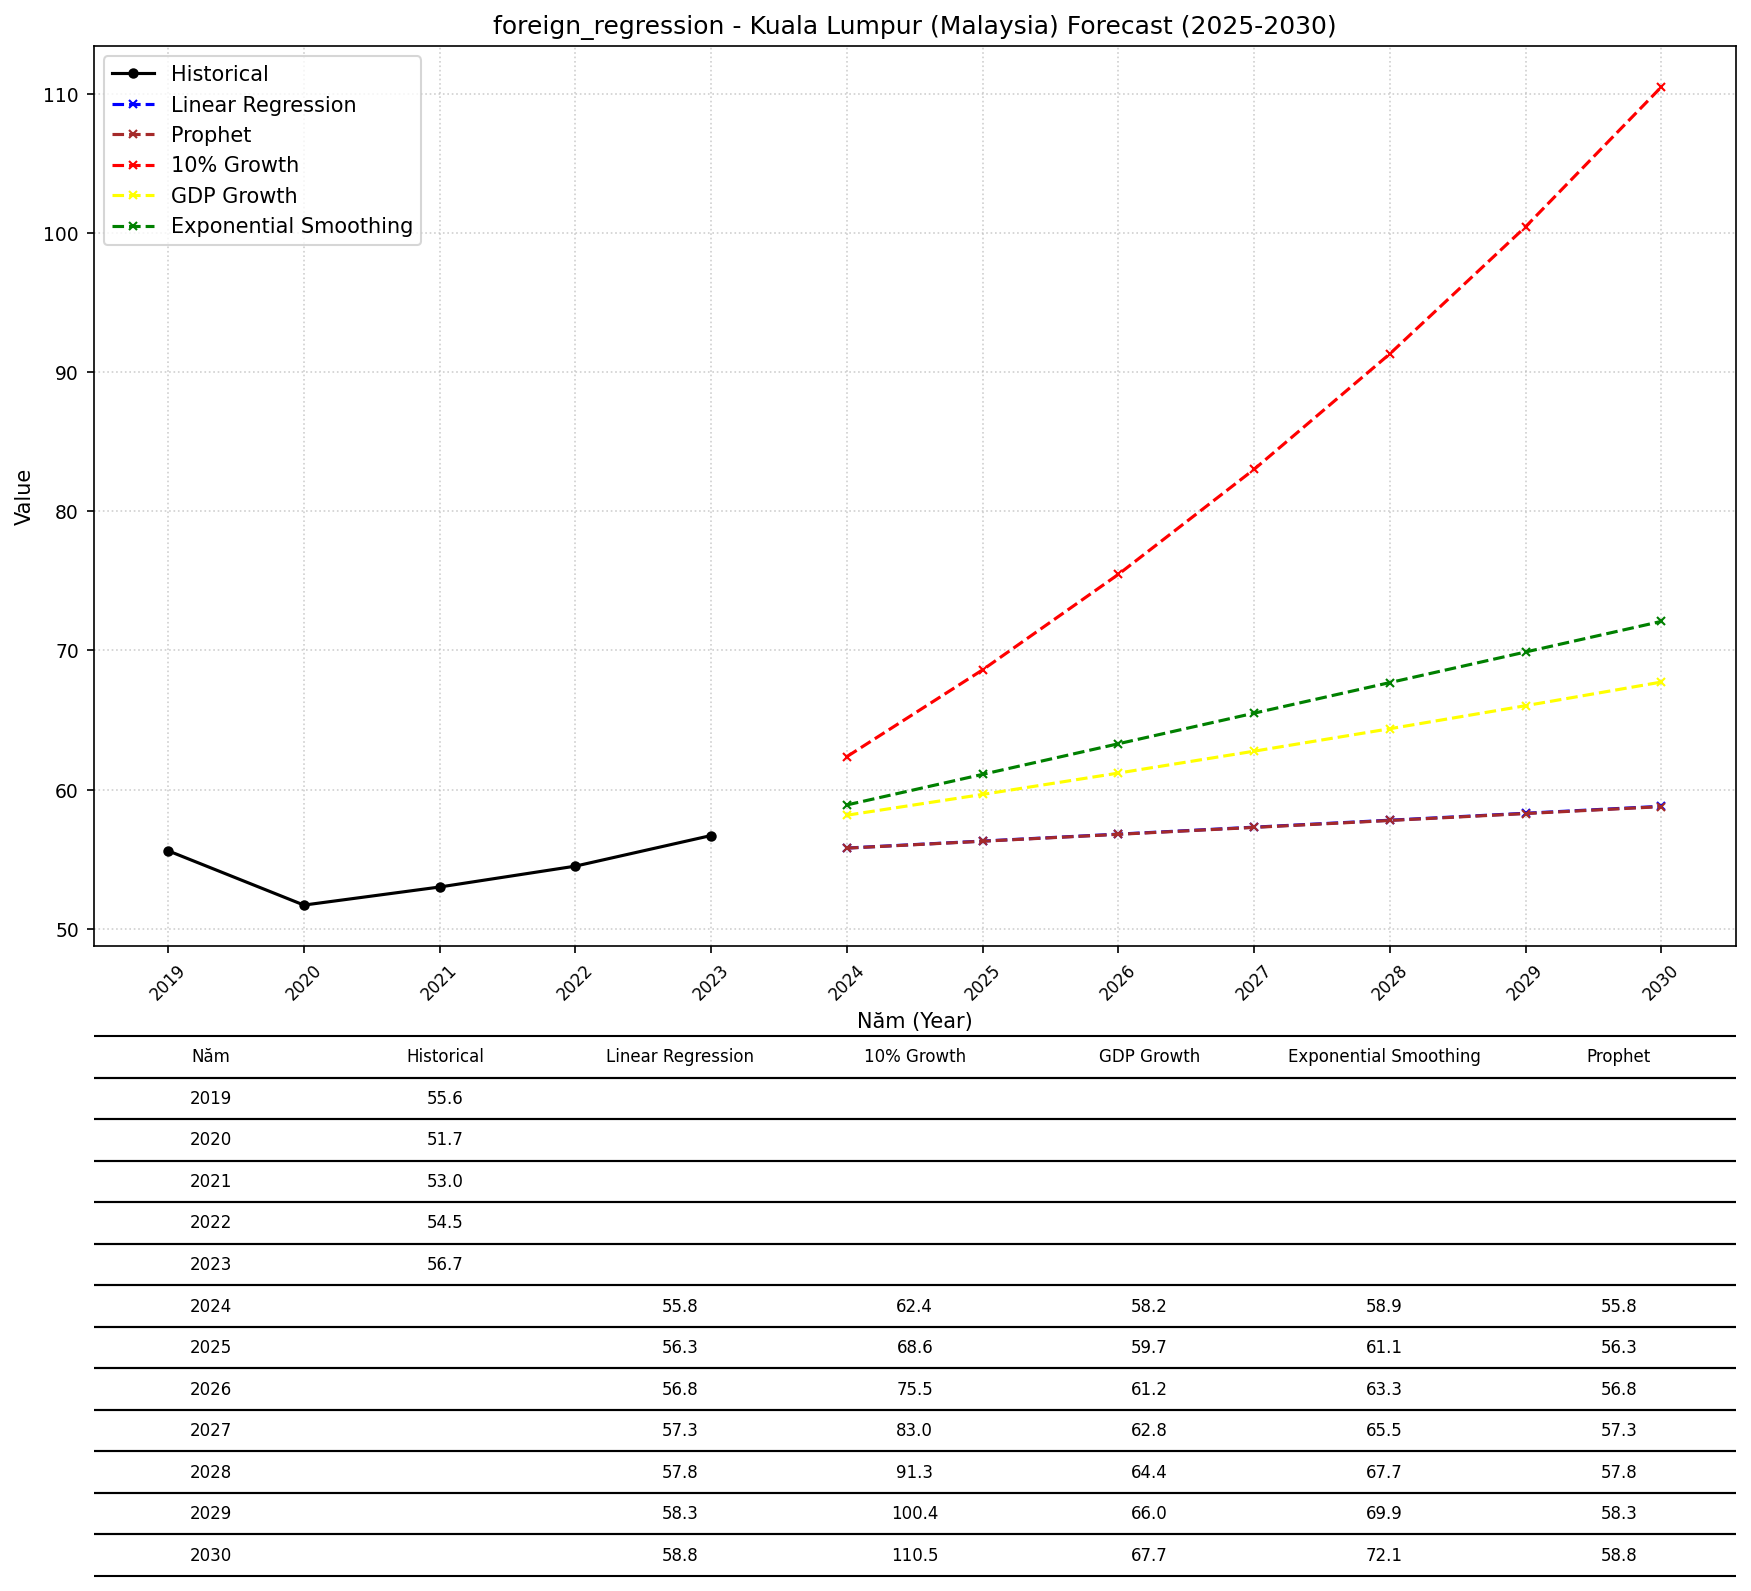 foreign_regression - Kuala Lumpur (Malaysia) Forecast (2025-2030)
Historical
Linear Regression
Prophet
10% Growth
GDP Growth
Exponential Smoothing
Value
110
100
90
80
70
60
50
2019 2020 2021 2022 2023 2024 2025 2026 2027 2028 2029 2030
Năm (Year)
Năm Historical Linear Regression 10% Growth GDP Growth Exponential Smoothing Prophet
2019 55.6
2020 51.7
2021 53.0
2022 54.5
2023 56.7
2024 55.8 62.4 58.2 58.9 55.8
2025 56.3 68.6 59.7 61.1 56.3
2026 56.8 75.5 61.2 63.3 56.8
2027 57.3 83.0 62.8 65.5 57.3
2028 57.8 91.3 64.4 67.7 57.8
2029 58.3 100.4 66.0 69.9 58.3
2030 58.8 110.5 67.7 72.1 58.8